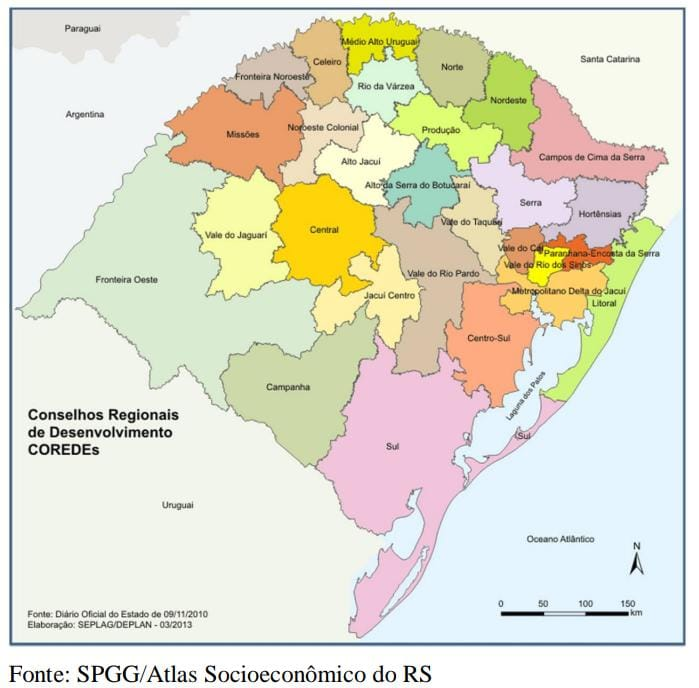 Paraguai
Médio Alto Uruguai
Celeiro
Norte
Santa Catarina
Fronteira Noroeste
Rio da Várzea
Nordeste
Argentina
Missões
Noroeste Colonial
Produção
Alto Jacuí
Campos de Cima da Serra
Alto da Serra do Botucaraí
Serra
Hortênsias
Vale do Taquari
Vale do Jaguari
Central
Vale do Caí
Paranhana-Encosta da Serra
Vale do Rio dos Sinos
Fronteira Oeste
Vale do Rio Pardo
Metropolitano Delta do Jacuí
Jacuí Centro
Litoral
Centro-Sul
Campanha
Laguna dos Patos
Conselhos Regionais
de Desenvolvimento
COREDEs
Sul
Sul
Uruguai
Oceano Atlântico
N
0 50 100 150
km
Fonte: Diário Oficial do Estado de 09/11/2010
Elaboração: SEPLAG/DEPLAN - 03/2013
Fonte: SPGG/Atlas Socioeconômico do RS